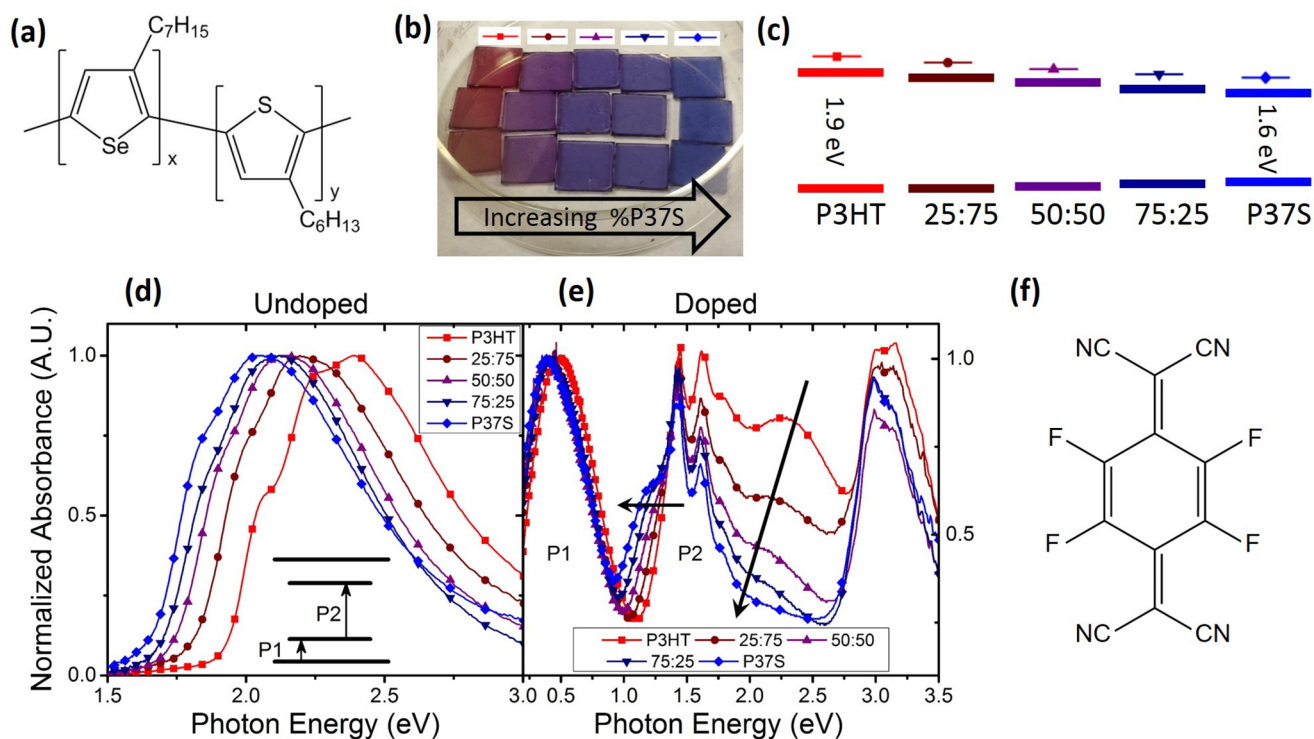 (a)
C7H15
Se
x
S
y
C6H13
(b)
Increasing %P37S
(c)
1.9 eV
1.6 eV
P3HT
25:75
50:50
75:25
P37S
(d)
Undoped
Normalized Absorbance (A.U.)
1.0
0.5
0.0
P3HT
25:75
50:50
75:25
P37S
P2
P1
1.5
2.0
2.5
3.0
Photon Energy (eV)
(e)
Doped
1.0
0.5
P1
P2
P3HT
25:75
50:50
75:25
P37S
0.5
1.0
1.5
2.0
2.5
3.0
3.5
Photon Energy (eV)
(f)
NC
CN
F
F
F
F
NC
CN